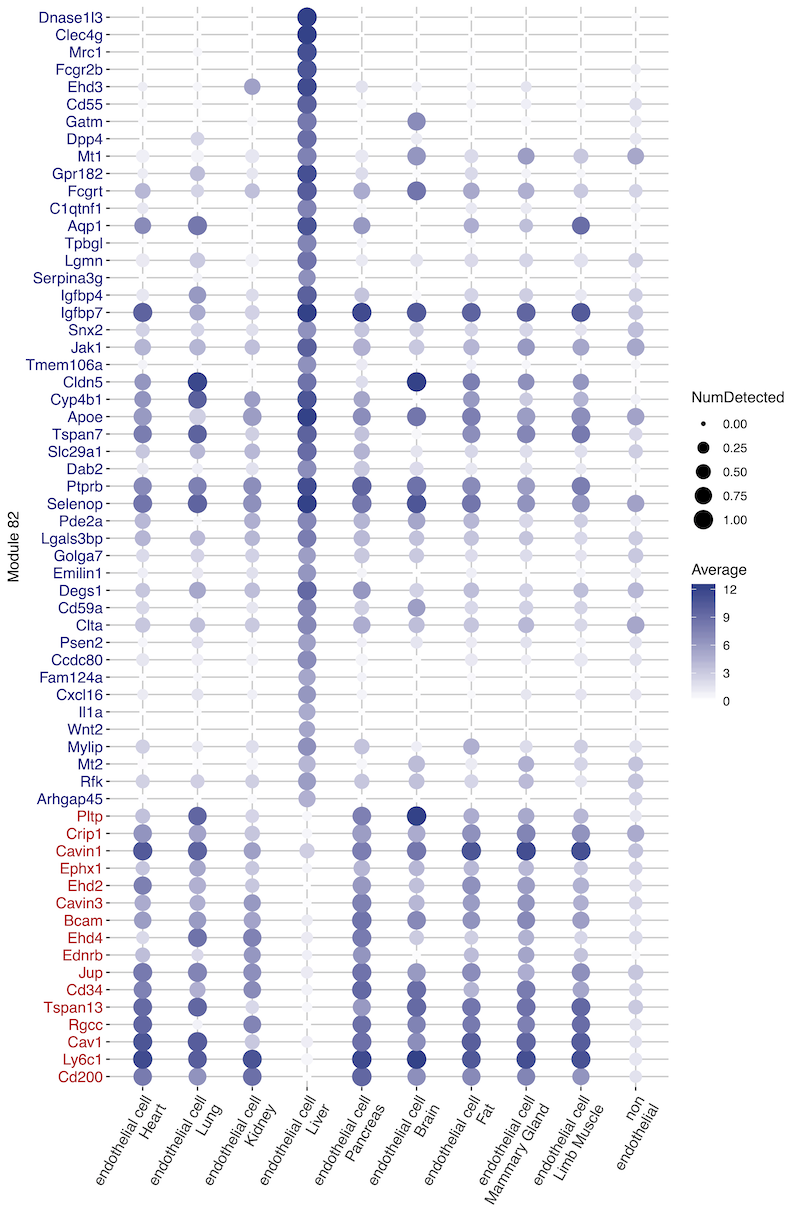 Dnase1l3
Clec4g
Mrc1
Fcgr2b
Ehd3
Cd55
Gatm
Dpp4
Mt1
Gpr182
Fcgrt
C1qtnf1
Aqp1
Tpbgl
Lgmn
Serpina3g
Igfbp4
Igfbp7
Snx2
Jak1
Tmem106a
Cldn5
Cyp4b1
Apoe
Tspan7
Slc29a1
Dab2
Ptprb
Selenop
Pde2a
Lgals3bp
Golga7
Emilin1
Degs1
Cd59a
Clta
Psen2
Ccdc80
Fam124a
Cxcl16
Il1a
Wnt2
Mylip
Mt2
Rfk
Arhgap45
Pltp
Crip1
Cavin1
Ephx1
Ehd2
Cavin3
Bcam
Ehd4
Ednrb
Jup
Cd34
Tspan13
Rgcc
Cav1
Ly6c1
Cd200
Module 82
endothelial cell
Heart
endothelial cell
Lung
endothelial cell
Kidney
endothelial cell
Liver
endothelial cell
Pancreas
endothelial cell
Brain
endothelial cell
Fat
endothelial cell
Mammary Gland
endothelial cell
Limb Muscle
non
endothelial
NumDetected
0.00
0.25
0.50
0.75
1.00
Average
12
9
6
3
0